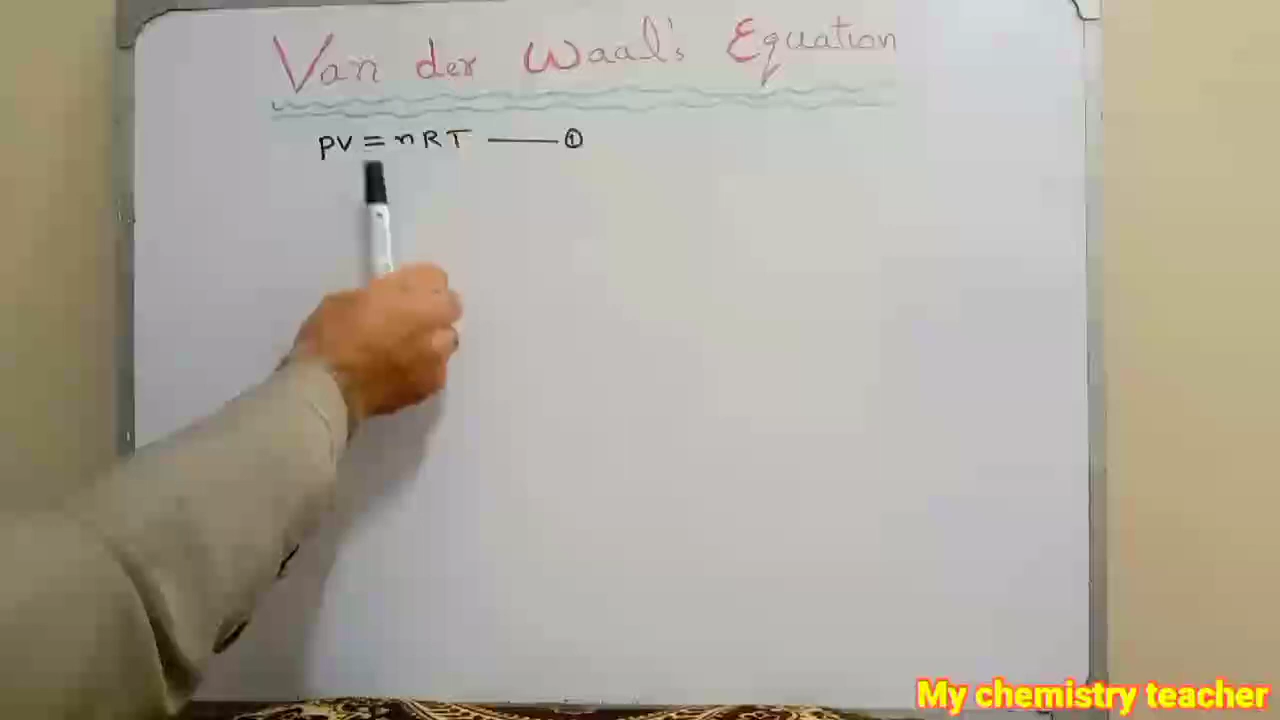 Van der Waal's Equation
PV = nRT —— ①
My chemistry teacher